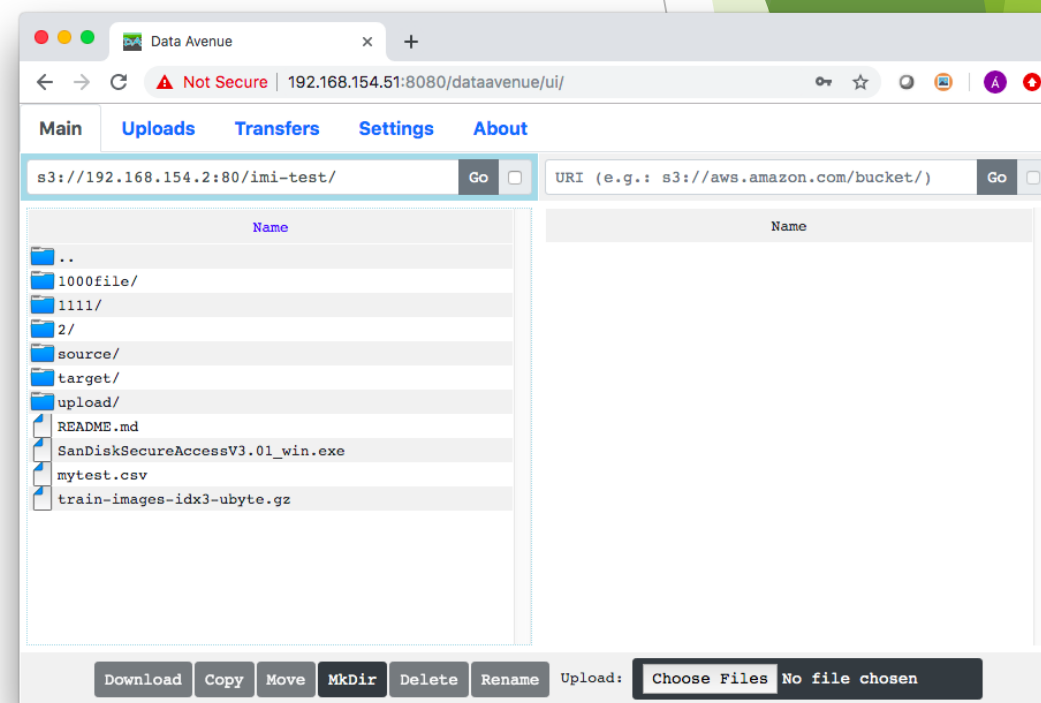 Data Avenue
Not Secure 192.168.154.51:8080/dataavenue/ui/
Á
Main Uploads Transfers Settings About
s3://192.168.154.2:80/imi-test/ Go URI (e.g.: s3://aws.amazon.com/bucket/) Go
Name Name
..
1000file/
1111/
2/
source/
target/
upload/
README.md
SanDiskSecureAccessV3.01_win.exe
mytest.csv
train-images-idx3-ubyte.gz
Download Copy Move MkDir Delete Rename Upload: Choose Files No file chosen